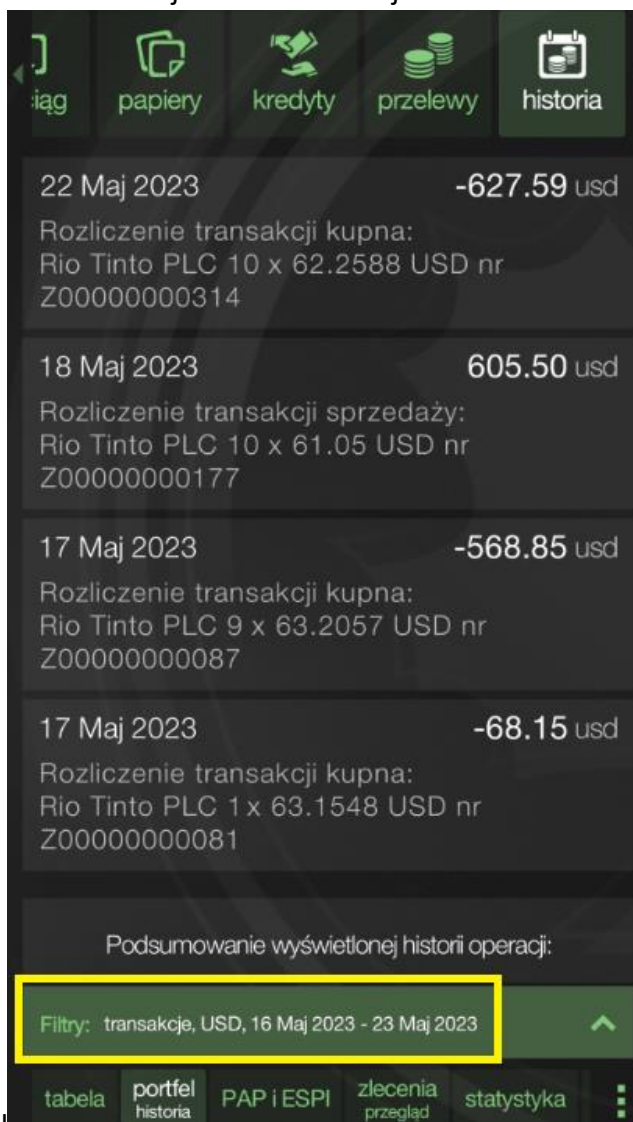 iąg papiery kredyty przelewy historia
22 Maj 2023 -627.59 usd
Rozliczenie transakcji kupna:
Rio Tinto PLC 10 x 62.2588 USD nr
Z00000000314
18 Maj 2023 605.50 usd
Rozliczenie transakcji sprzedaży:
Rio Tinto PLC 10 x 61.05 USD nr
Z00000000177
17 Maj 2023 -568.85 usd
Rozliczenie transakcji kupna:
Rio Tinto PLC 9 x 63.2057 USD nr
Z00000000087
17 Maj 2023 -68.15 usd
Rozliczenie transakcji kupna:
Rio Tinto PLC 1 x 63.1548 USD nr
Z00000000081
Podsumowanie wyświetlonej historii operacji:
Filtry: transakcje, USD, 16 Maj 2023 - 23 Maj 2023
tabela portfel PAP i ESPI zlecenia statystyka
historia przegląd